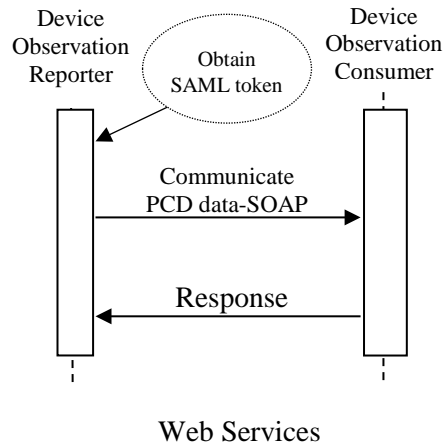 Device
Observation
Reporter
Obtain
SAML token
Device
Observation
Consumer
Communicate
PCD data-SOAP
Response
Web Services